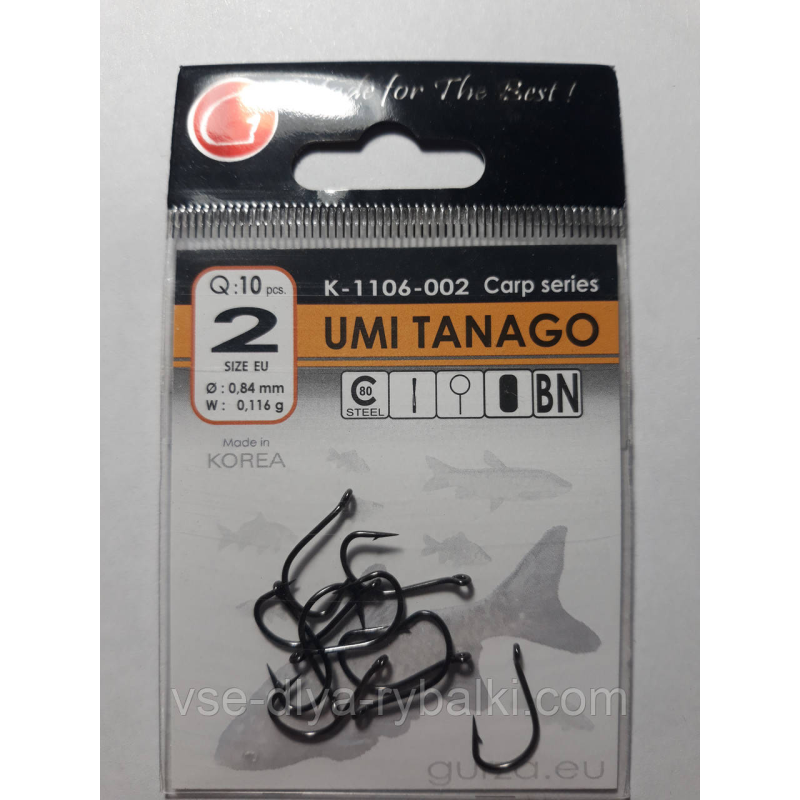 for The Best !
Q:10 pcs.
2
SIZE EU
Ø : 0,84 mm
W : 0,116 g
Made in
KOREA
K-1106-002 Carp series
UMI TANAGO
C 80
STEEL
BN
vse-dlya-rybalki.com
gurza.eu